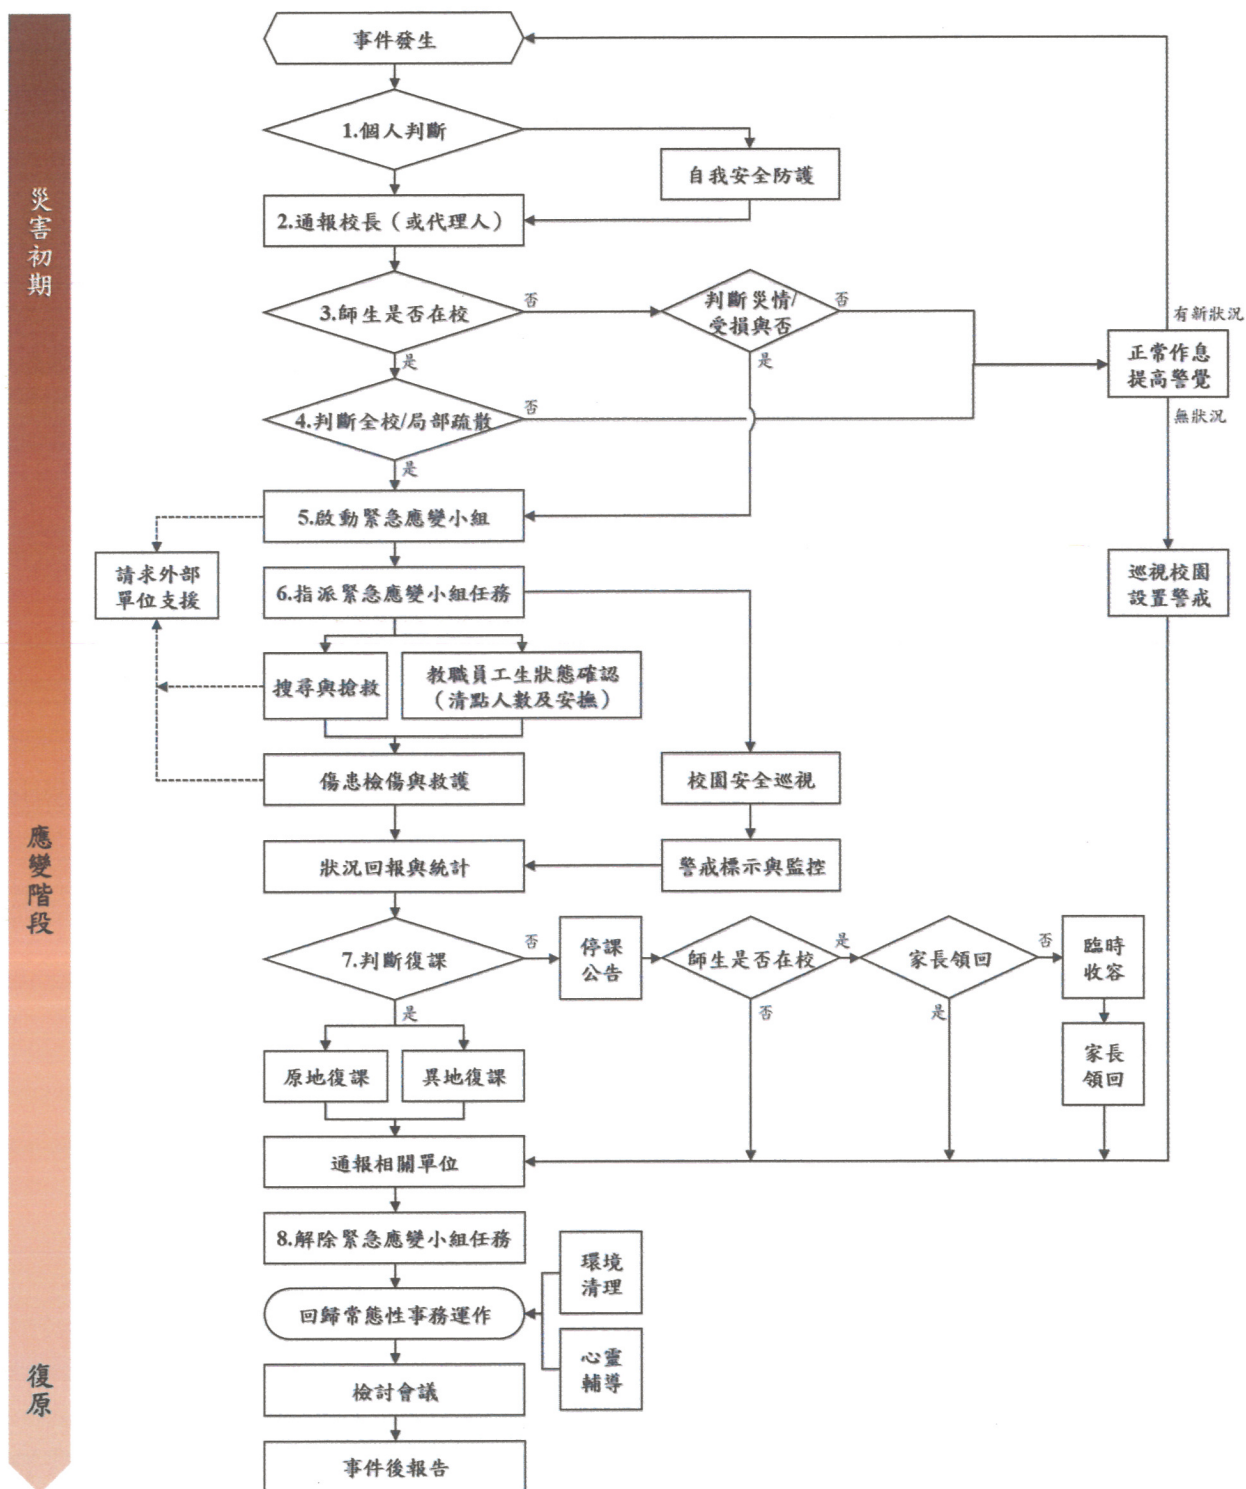 災害初期
應變階段
復原
事件發生
1.個人判斷
自我安全防護
2.通報校長（或代理人）
3.師生是否在校
否
是
判斷災情/
受損與否
否
是
有新狀況
正常作息
提高警覺
無狀況
4.判斷全校/局部疏散
否
是
5.啟動緊急應變小組
請求外部
單位支援
6.指派緊急應變小組任務
巡視校園
設置警戒
搜尋與搶救
教職員工生狀態確認
（清點人數及安撫）
傷患檢傷與救護
校園安全巡視
狀況回報與統計
警戒標示與監控
7.判斷復課
否
是
停課
公告
師生是否在校
是
否
家長領回
否
是
臨時
收容
家長
領回
原地復課
異地復課
通報相關單位
8.解除緊急應變小組任務
環境
清理
回歸常態性事務運作
心靈
輔導
檢討會議
事件後報告